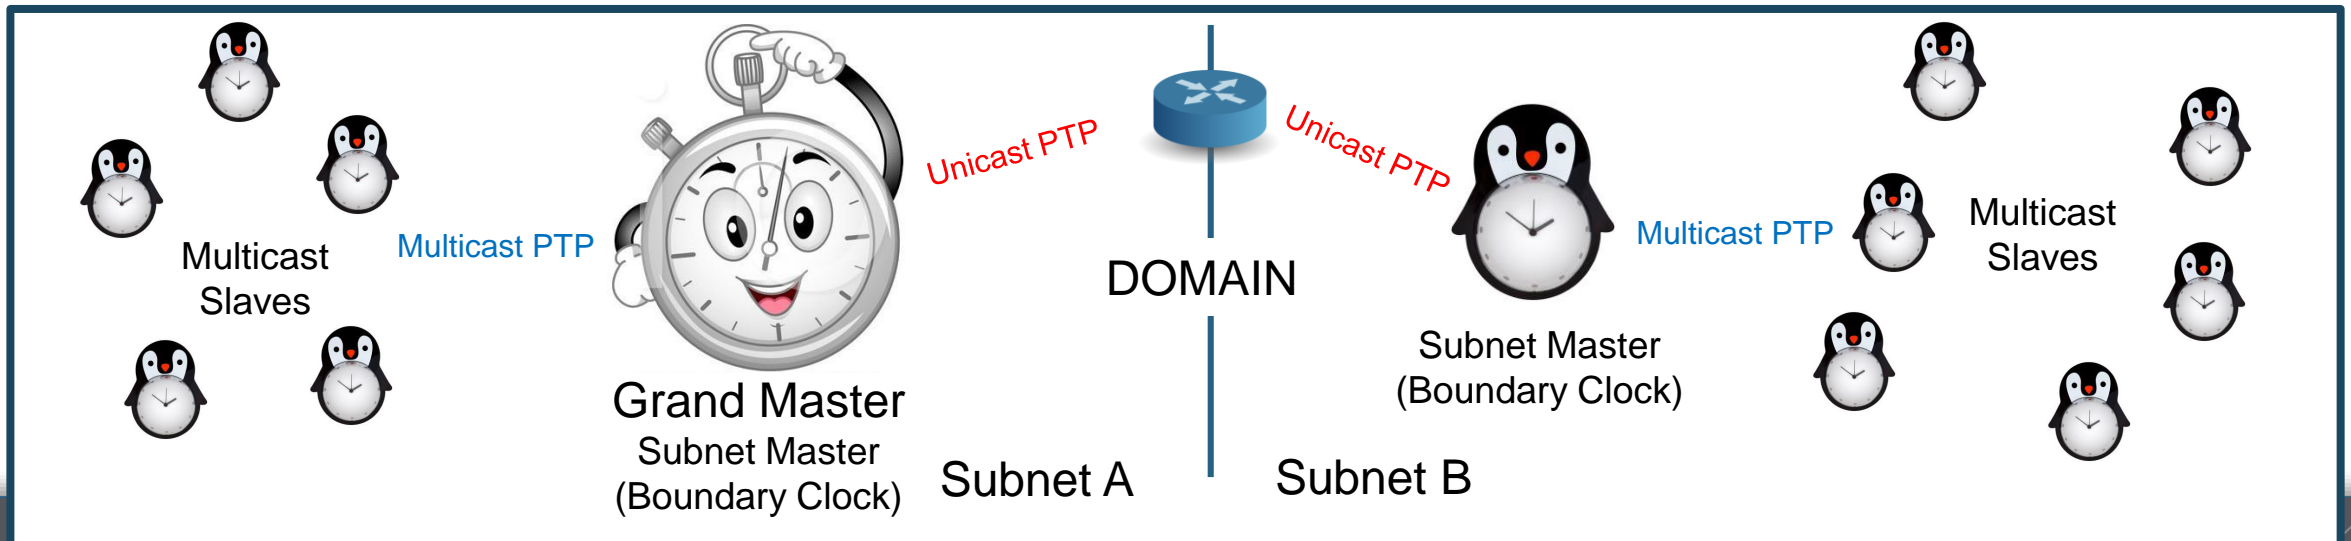 Multicast
Slaves
Multicast PTP
Grand Master
Subnet Master
(Boundary Clock)
Unicast PTP
Subnet A
DOMAIN
Unicast PTP
Subnet B
Subnet Master
(Boundary Clock)
Multicast PTP
Multicast
Slaves